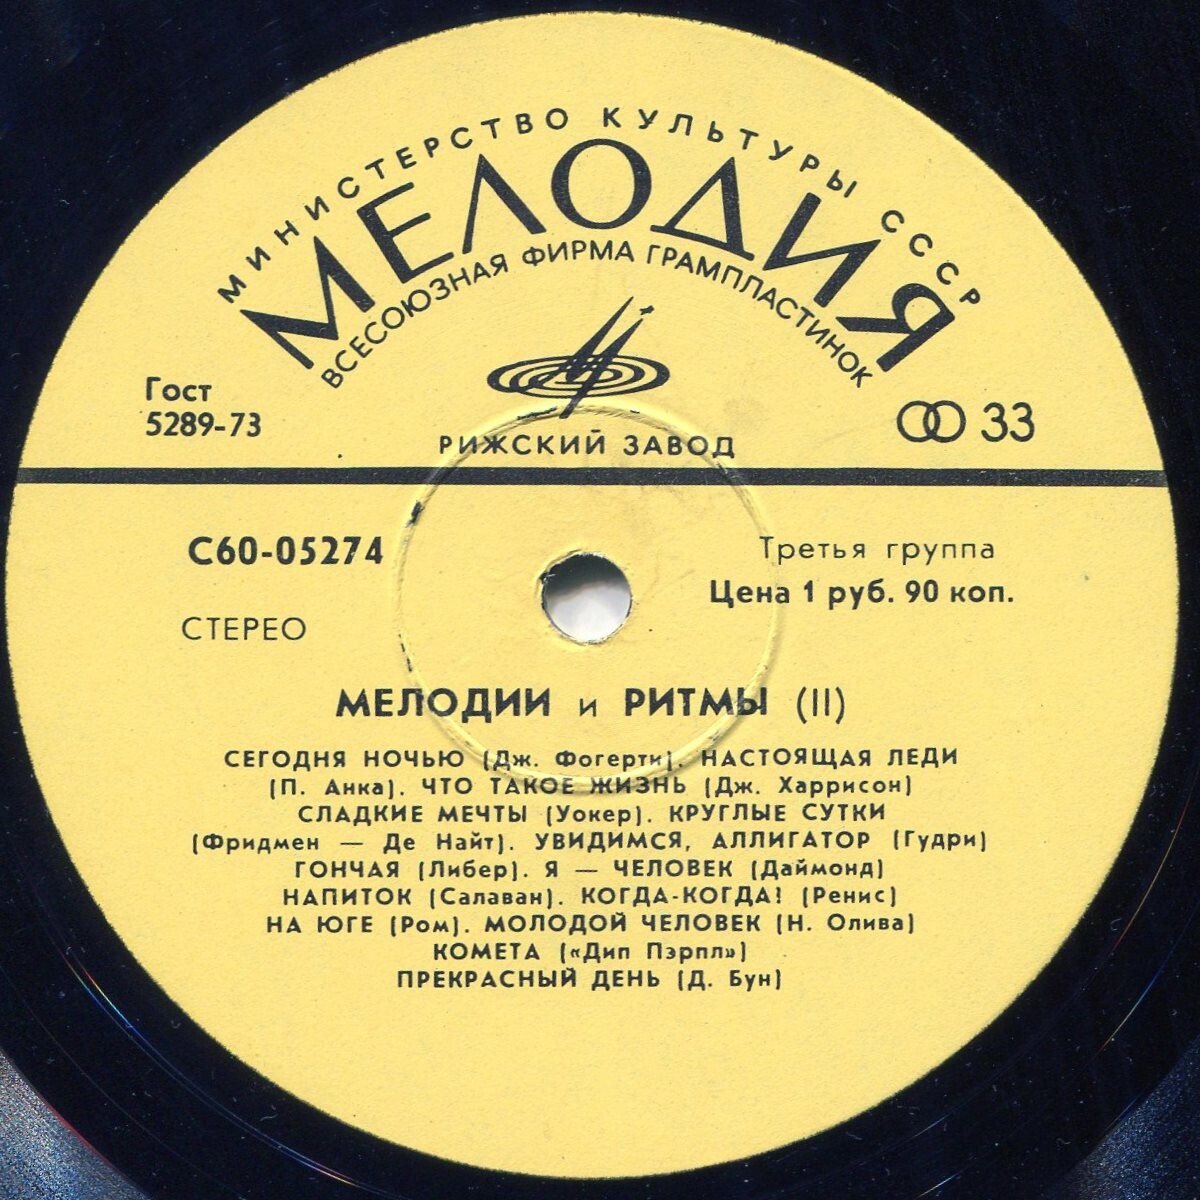 МИНИСТЕРСТВО КУЛЬТУРЫ СССР
МЕЛОДИЯ
ВСЕСОЮЗНАЯ ФИРМА ГРАМПЛАСТИНОК
Гост
5289-73
33
РИЖСКИЙ ЗАВОД
С60-05274
Третья группа
Цена 1 руб. 90 коп.
СТЕРЕО
МЕЛОДИИ и РИТМЫ (II)
СЕГОДНЯ НОЧЬЮ (Дж. Фогерти). НАСТОЯЩАЯ ЛЕДИ
(П. Анка). ЧТО ТАКОЕ ЖИЗНЬ (Дж. Харрисон)
СЛАДКИЕ МЕЧТЫ (Уокер). КРУГЛЫЕ СУТКИ
(Фридмен — Де Найт). УВИДИМСЯ, АЛЛИГАТОР (Гудри)
ГОНЧАЯ (Либер). Я — ЧЕЛОВЕК (Даймонд)
НАПИТОК (Салаван). КОГДА-КОГДА! (Ренис)
НА ЮГЕ (Ром). МОЛОДОЙ ЧЕЛОВЕК (Н. Олива)
КОМЕТА («Дип Пэрпл»)
ПРЕКРАСНЫЙ ДЕНЬ (Д. Бун)